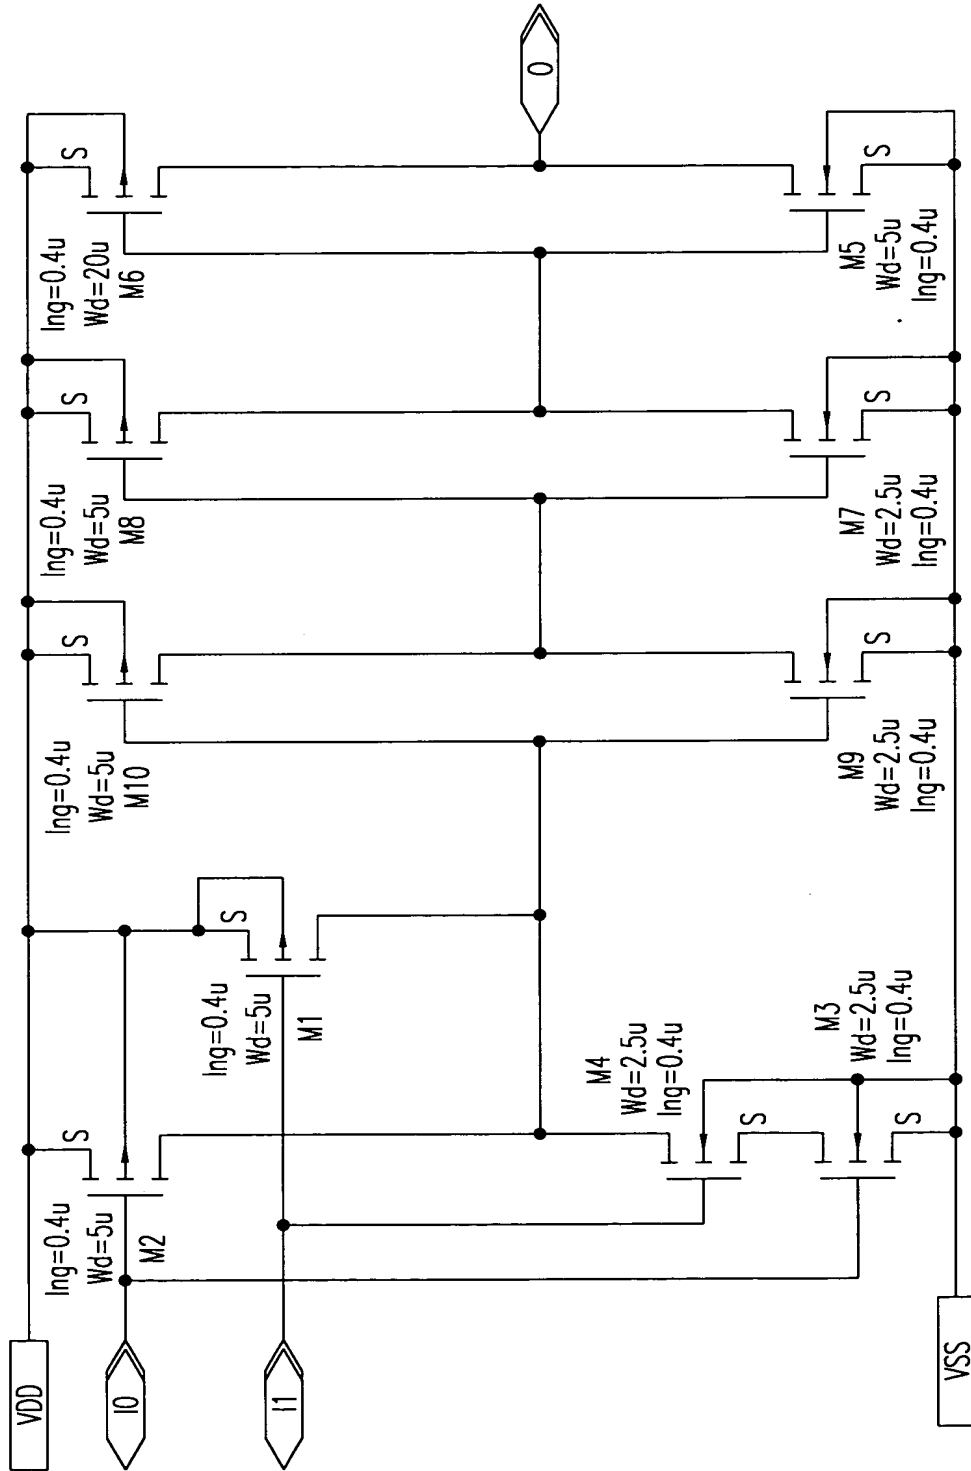 VDD
I0
I1
VSS
lng=0.4u
Wd=5u
M2
S
lng=0.4u
Wd=5u
M1
S
M4
Wd=2.5u
lng=0.4u
S
M3
Wd=2.5u
lng=0.4u
S
lng=0.4u
Wd=5u
M10
S
M9
Wd=2.5u
lng=0.4u
S
lng=0.4u
Wd=5u
M8
S
M7
Wd=2.5u
lng=0.4u
S
lng=0.4u
Wd=20u
M6
S
M5
Wd=5u
lng=0.4u
S
O